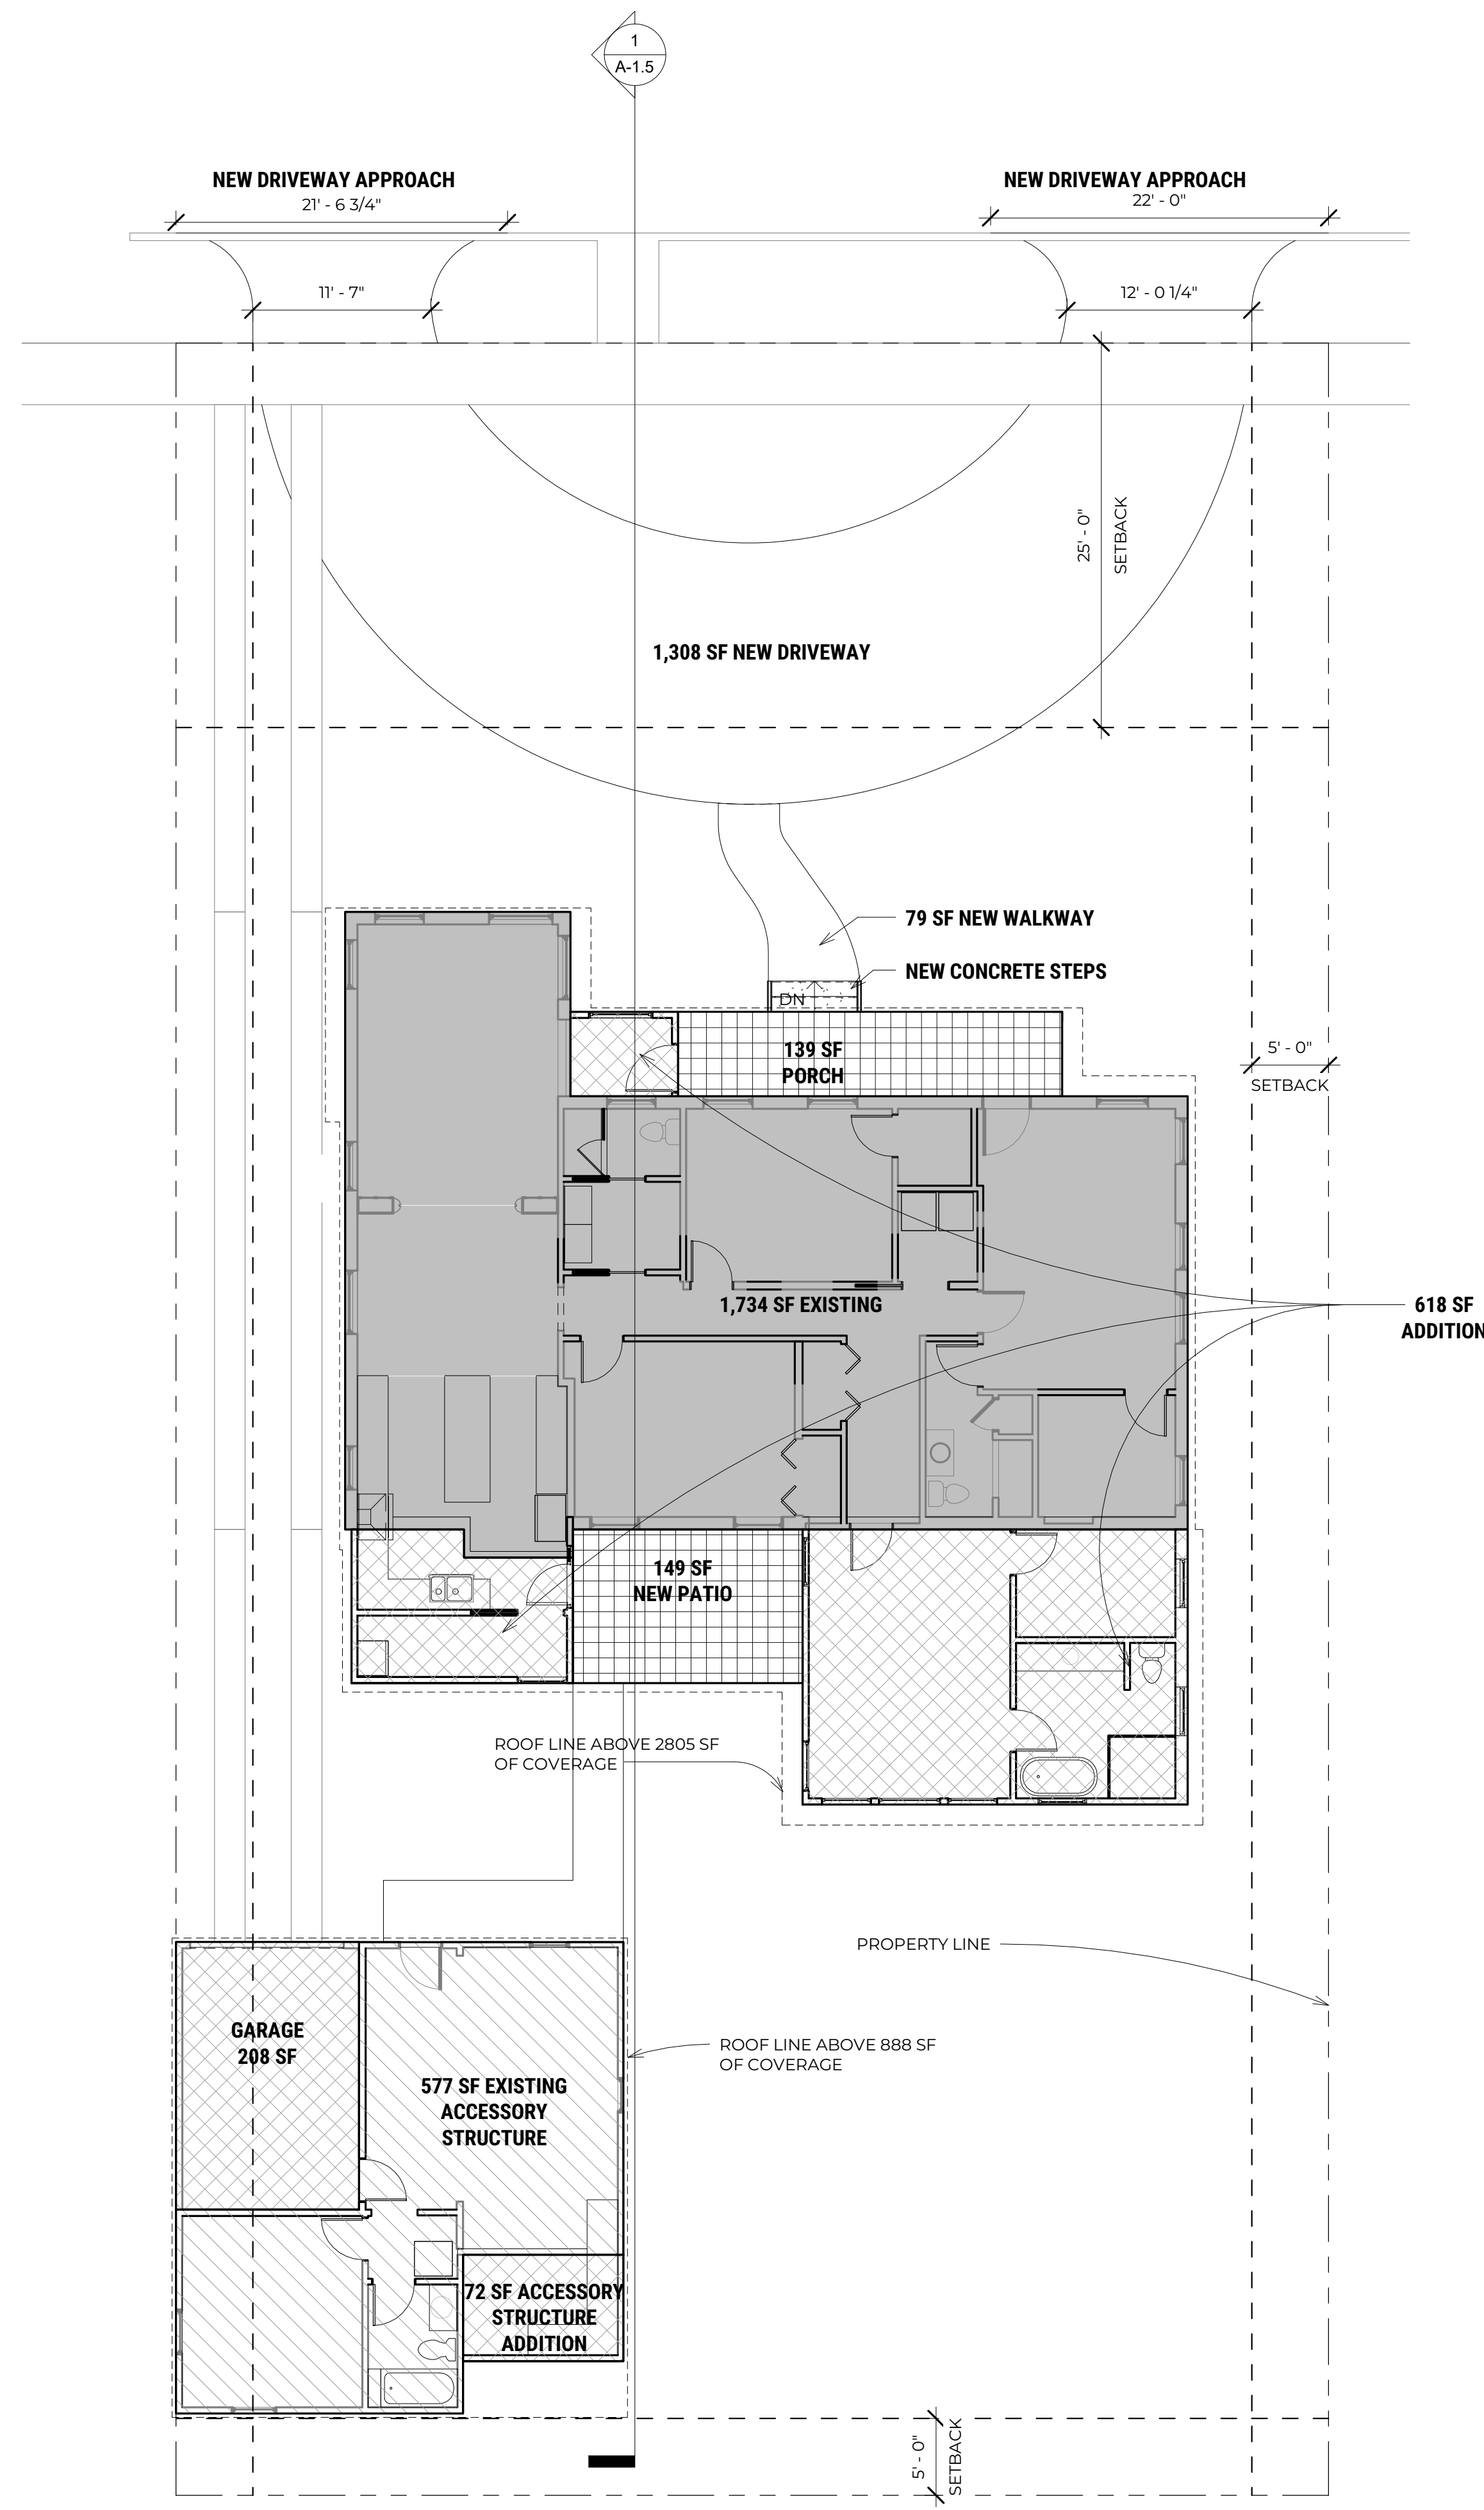 1
A-1.5
NEW DRIVEWAY APPROACH
21' - 6 3/4"
NEW DRIVEWAY APPROACH
22' - 0"
11' - 7"
12' - 0 1/4"
25' - 0"
SETBACK
1,308 SF NEW DRIVEWAY
79 SF NEW WALKWAY
NEW CONCRETE STEPS
DN
139 SF
PORCH
5' - 0"
SETBACK
1,734 SF EXISTING
618 SF
ADDITION
149 SF
NEW PATIO
ROOF LINE ABOVE 2805 SF
OF COVERAGE
PROPERTY LINE
GARAGE
208 SF
ROOF LINE ABOVE 888 SF
OF COVERAGE
577 SF EXISTING
ACCESSORY
STRUCTURE
72 SF ACCESSORY
STRUCTURE
ADDITION
5' - 0"
SETBACK